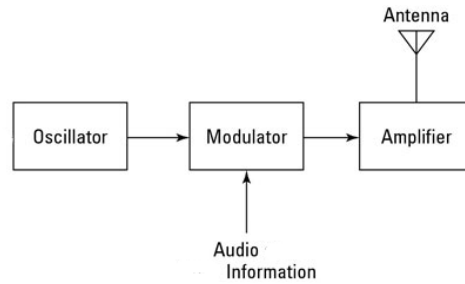 Antenna
Oscillator
Modulator
Amplifier
Audio
Information